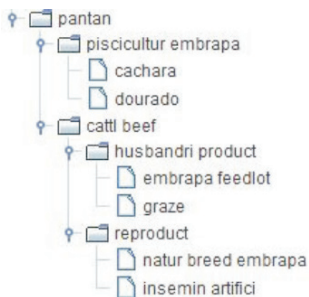 pantan
piscicultur embrapa
cachara
dourado
cattl beef
husbandri product
embrapa feedlot
graze
reproduct
natur breed embrapa
insemin artifici